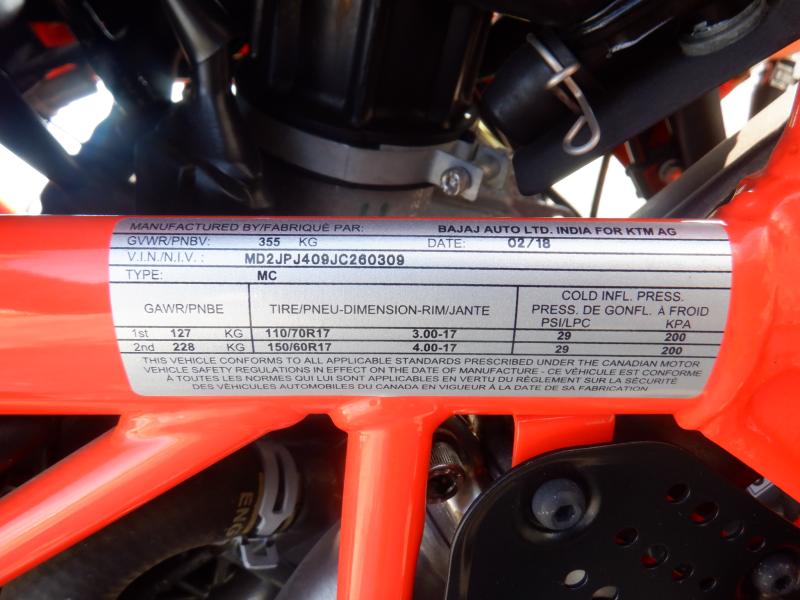 MANUFACTURED BY/FABRIQUÉ PAR: BAJAJ AUTO LTD. INDIA FOR KTM AG
GVWR/PNBV: 355 KG DATE: 02/18
V.I.N./N.I.V. : MD2JPJ409JC260309
TYPE: MC
GAWR/PNBE TIRE/PNEU-DIMENSION-RIM/JANTE COLD INFL. PRESS.
PRESS. DE GONFL. À FROID
PSI/LPC KPA
1st 127 KG 110/70R17 3.00-17 29 200
2nd 228 KG 150/60R17 4.00-17 29 200
THIS VEHICLE CONFORMS TO ALL APPLICABLE STANDARDS PRESCRIBED UNDER THE CANADIAN MOTOR
VEHICLE SAFETY REGULATIONS IN EFFECT ON THE DATE OF MANUFACTURE - CE VÉHICULE EST CONFORME
À TOUTES LES NORMES QUI LUI SONT APPLICABLES EN VERTU DU RÈGLEMENT SUR LA SÉCURITÉ
DES VÉHICULES AUTOMOBILES DU CANADA EN VIGUEUR À LA DATE DE SA FABRICATION